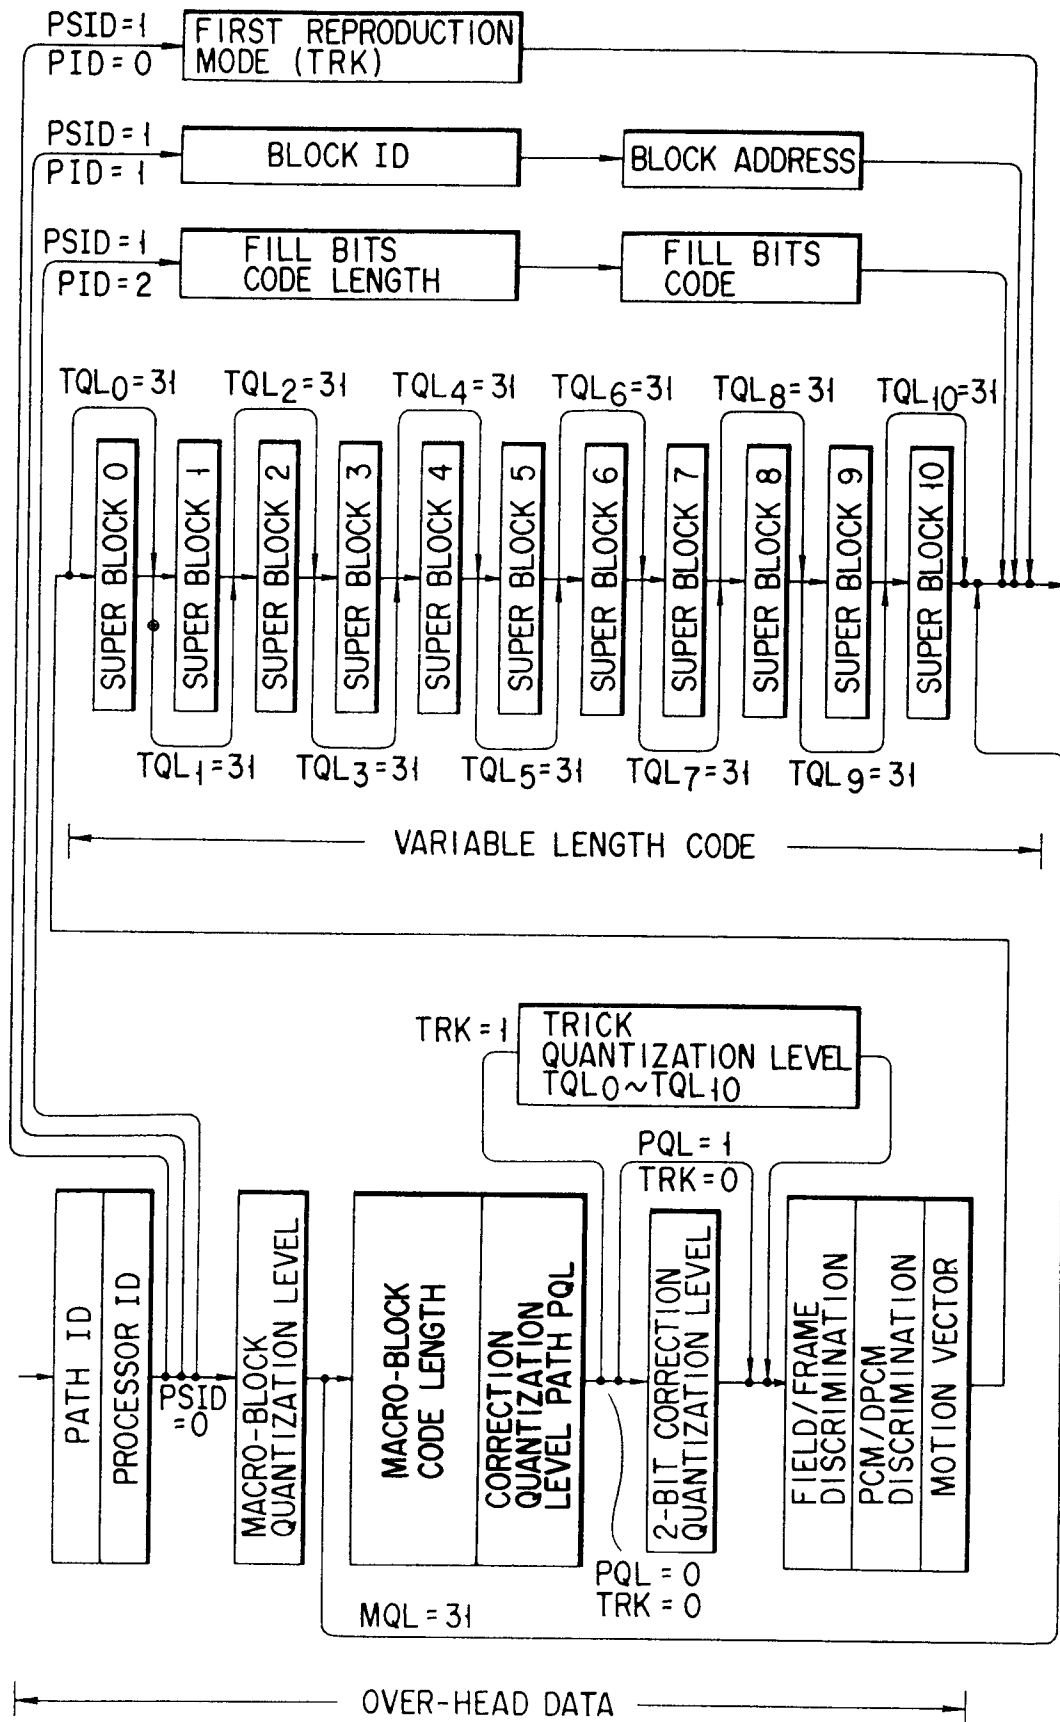 PSID=1
PID=0
FIRST REPRODUCTION
MODE (TRK)
PSID=1
PID=1
BLOCK ID
BLOCK ADDRESS
PSID=1
PID=2
FILL BITS
CODE LENGTH
FILL BITS
CODE
TQL0=31
TQL2=31
TQL4=31
TQL6=31
TQL8=31
TQL10=31
SUPER BLOCK 0
SUPER BLOCK 1
SUPER BLOCK 2
SUPER BLOCK 3
SUPER BLOCK 4
SUPER BLOCK 5
SUPER BLOCK 6
SUPER BLOCK 7
SUPER BLOCK 8
SUPER BLOCK 9
SUPER BLOCK 10
TQL1=31
TQL3=31
TQL5=31
TQL7=31
TQL9=31
VARIABLE LENGTH CODE
TRK=1
TRICK
QUANTIZATION LEVEL
TQL0~TQL10
PQL=1
TRK=0
PATH ID
PROCESSOR ID
PSID
=0
MACRO-BLOCK
QUANTIZATION LEVEL
MACRO-BLOCK
CODE LENGTH
CORRECTION
QUANTIZATION
LEVEL PATH PQL
2-BIT CORRECTION
QUANTIZATION LEVEL
FIELD/FRAME
DISCRIMINATION
PCM/DPCM
DISCRIMINATION
MOTION VECTOR
PQL=0
TRK=0
MQL=31
OVER-HEAD DATA